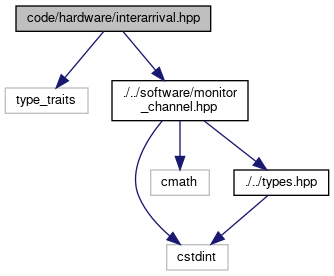 code/hardware/interarrival.hpp
type_traits
./../software/monitor
_channel.hpp
cmath
./../types.hpp
cstdint